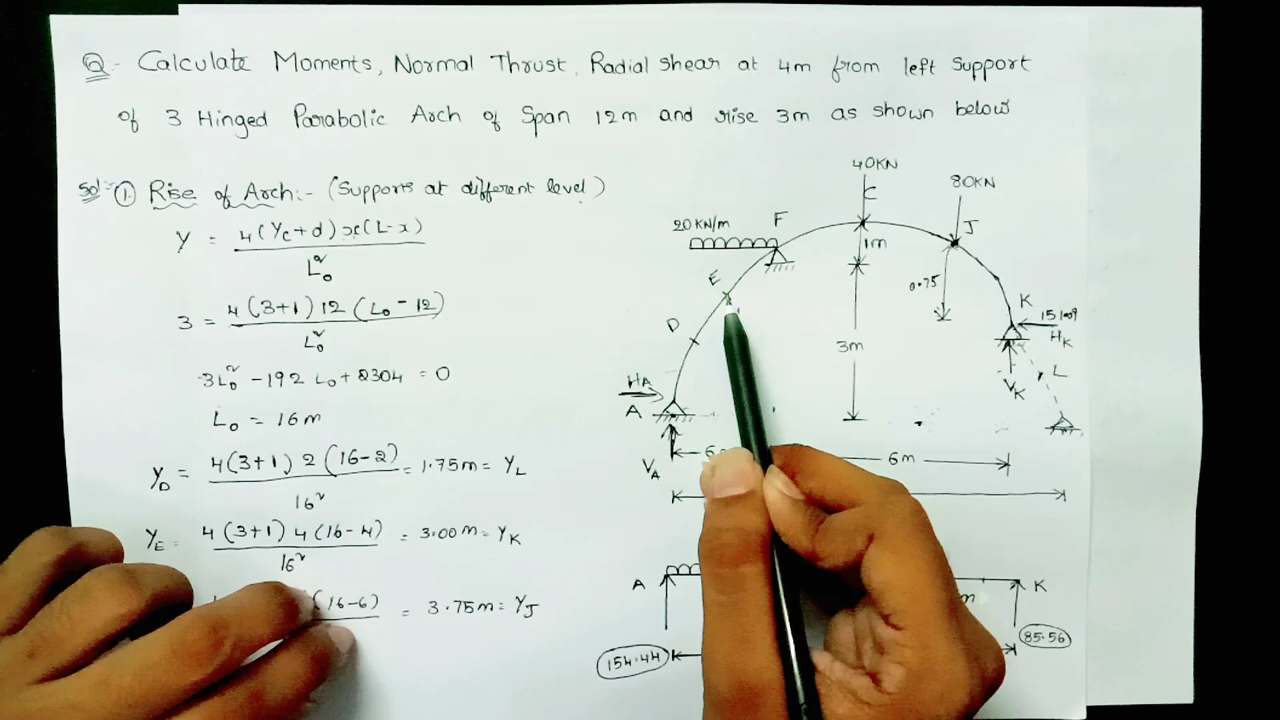 Q - Calculate Moments, Normal Thrust, Radial shear at 4m from left Support
of 3 Hinged Parabolic Arch of Span 12m and rise 3m as shown below
Sol:- ① Rise of Arch:- (Supports at different level)
Y = 4(Yc+d) x(L-x)
L₀²
3 = 4(3+1)12 (L₀-12)
L₀²
3L₀² -192 L₀ + 2304 = 0
L₀ = 16m
Y_D = 4(3+1) 2 (16-2) = 1.75m = Y_L
16²
Y_E = 4(3+1) 4(16-4) = 3.00m = Y_K
16²
(16-6) = 3.75m = Y_J
40KN
C
80KN
20KN/m
F
J
1m
E
0.75
K
15
H_K
D
3m
V_K
L
H_A
A
V_A
6
6m
A
m
K
154.44
85.56